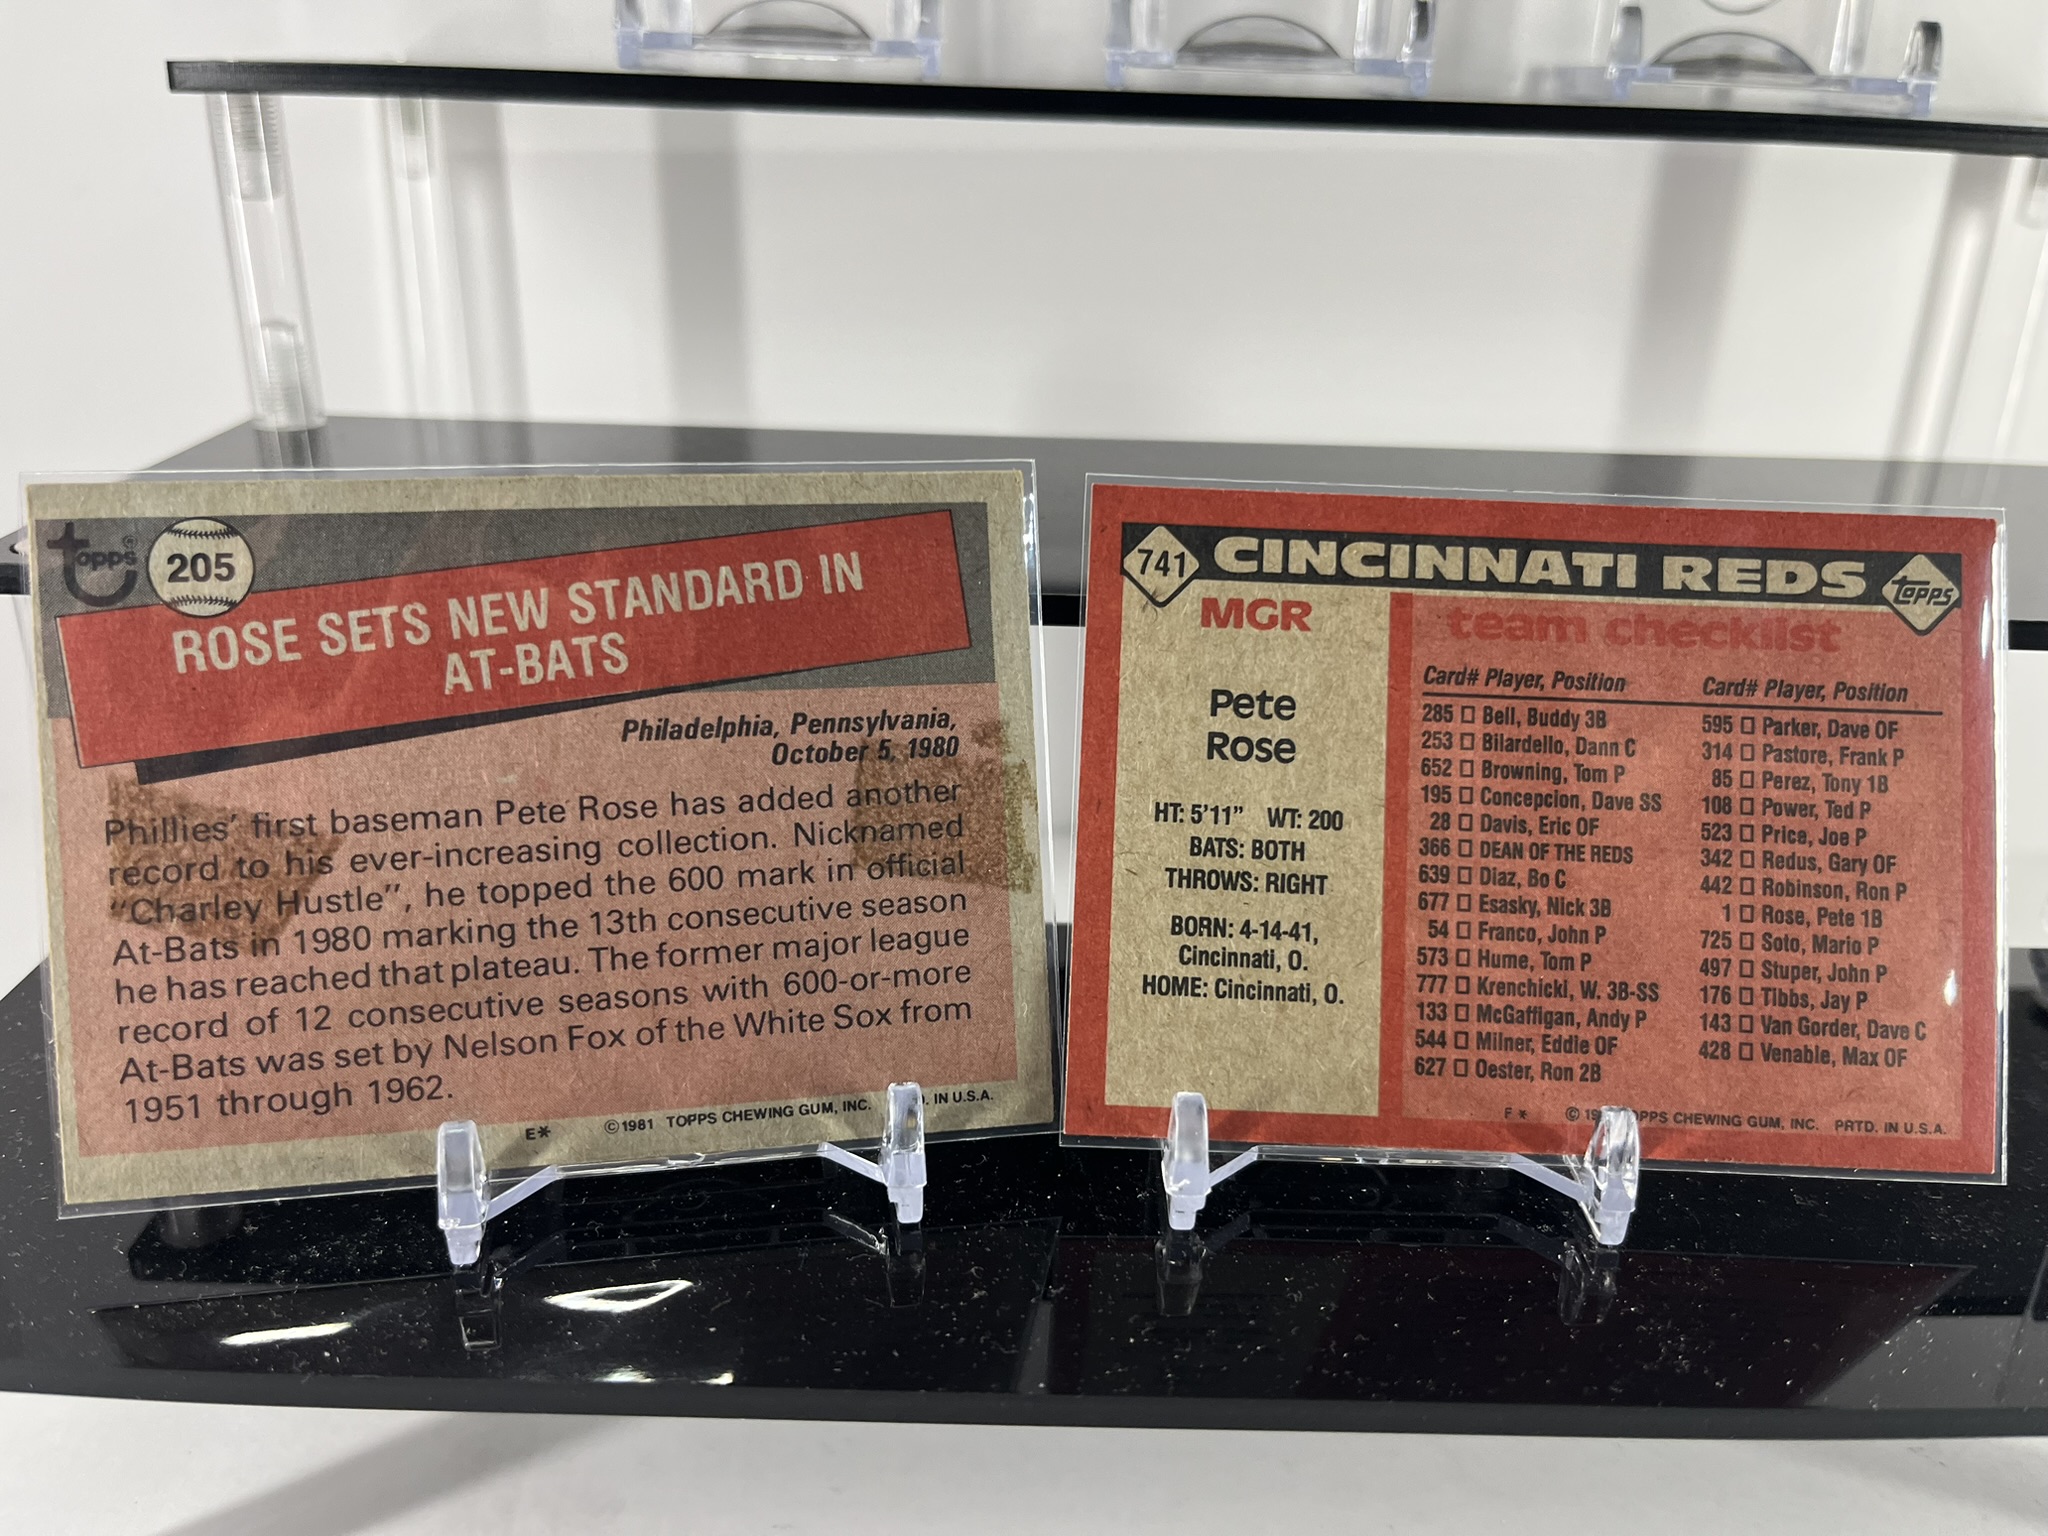 topps®
205
ROSE SETS NEW STANDARD IN
AT-BATS
Philadelphia, Pennsylvania,
October 5, 1980
Phillies' first baseman Pete Rose has added another
record to his ever-increasing collection. Nicknamed
"Charley Hustle", he topped the 600 mark in official
At-Bats in 1980 marking the 13th consecutive season
he has reached that plateau. The former major league
record of 12 consecutive seasons with 600-or-more
At-Bats was set by Nelson Fox of the White Sox from
1951 through 1962.
E* ©1981 TOPPS CHEWING GUM, INC. IN U.S.A.
741 CINCINNATI REDS topps
MGR
Pete
Rose
HT: 5'11" WT: 200
BATS: BOTH
THROWS: RIGHT
BORN: 4-14-41,
Cincinnati, O.
HOME: Cincinnati, O.
team checklist
Card# Player, Position
285 □ Bell, Buddy 3B
253 □ Bilardello, Dann C
652 □ Browning, Tom P
195 □ Concepcion, Dave SS
28 □ Davis, Eric OF
366 □ DEAN OF THE REDS
639 □ Diaz, Bo C
677 □ Esasky, Nick 3B
54 □ Franco, John P
573 □ Hume, Tom P
777 □ Krenchicki, W. 3B-SS
133 □ McGaffigan, Andy P
544 □ Milner, Eddie OF
627 □ Oester, Ron 2B
Card# Player, Position
595 □ Parker, Dave OF
314 □ Pastore, Frank P
85 □ Perez, Tony 1B
108 □ Power, Ted P
523 □ Price, Joe P
342 □ Redus, Gary OF
442 □ Robinson, Ron P
1 □ Rose, Pete 1B
725 □ Soto, Mario P
497 □ Stuper, John P
176 □ Tibbs, Jay P
143 □ Van Gorder, Dave C
428 □ Venable, Max OF
F* © TOPPS CHEWING GUM, INC. PRTD. IN U.S.A.